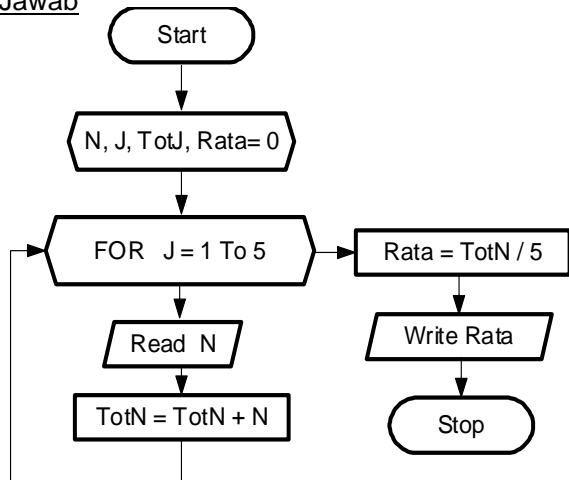 Jawab
Start
N, J, TotJ, Rata= 0
FOR J = 1 To 5
Read N
TotN = TotN + N
Rata = TotN / 5
Write Rata
Stop